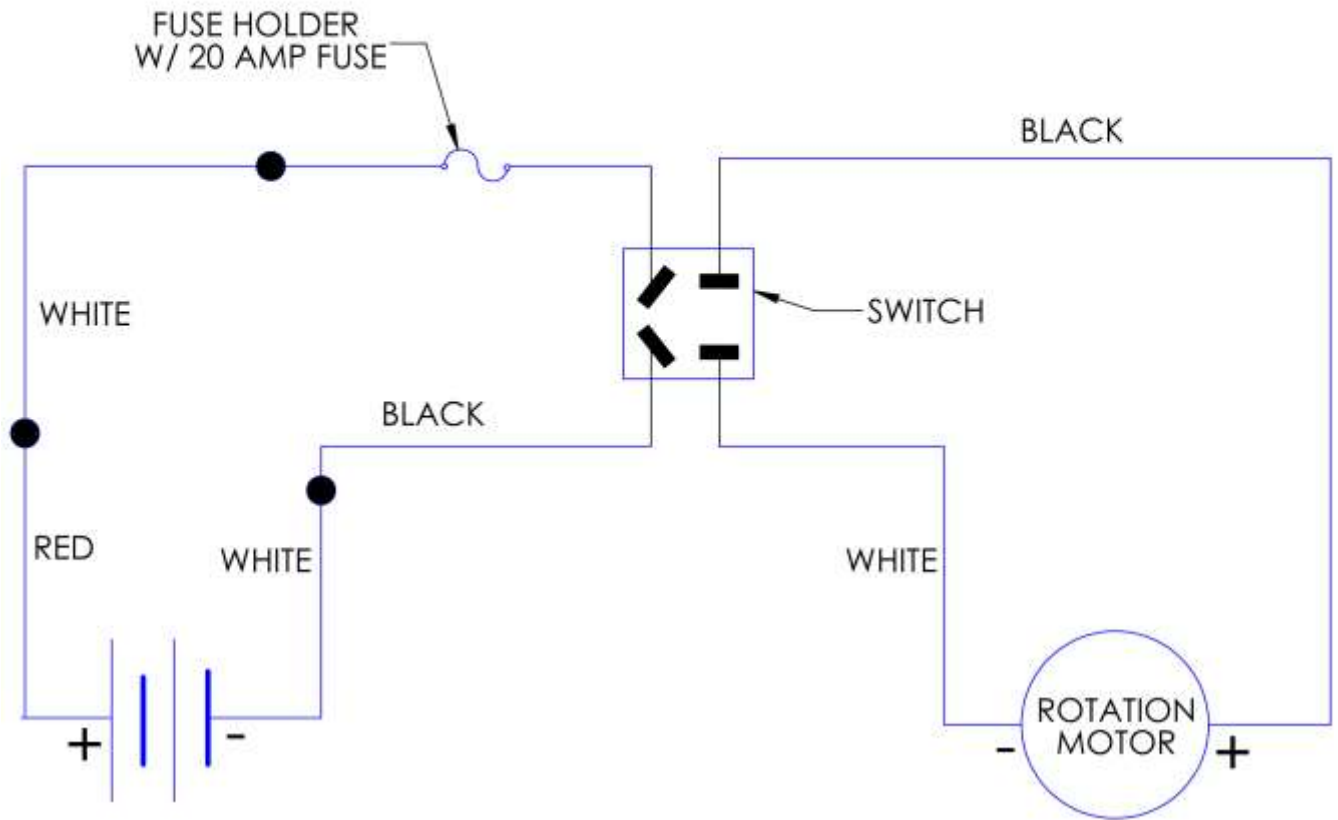 FUSE HOLDER
W/ 20 AMP FUSE
BLACK
WHITE
SWITCH
BLACK
RED
WHITE
WHITE
ROTATION
MOTOR
+
-
-
+